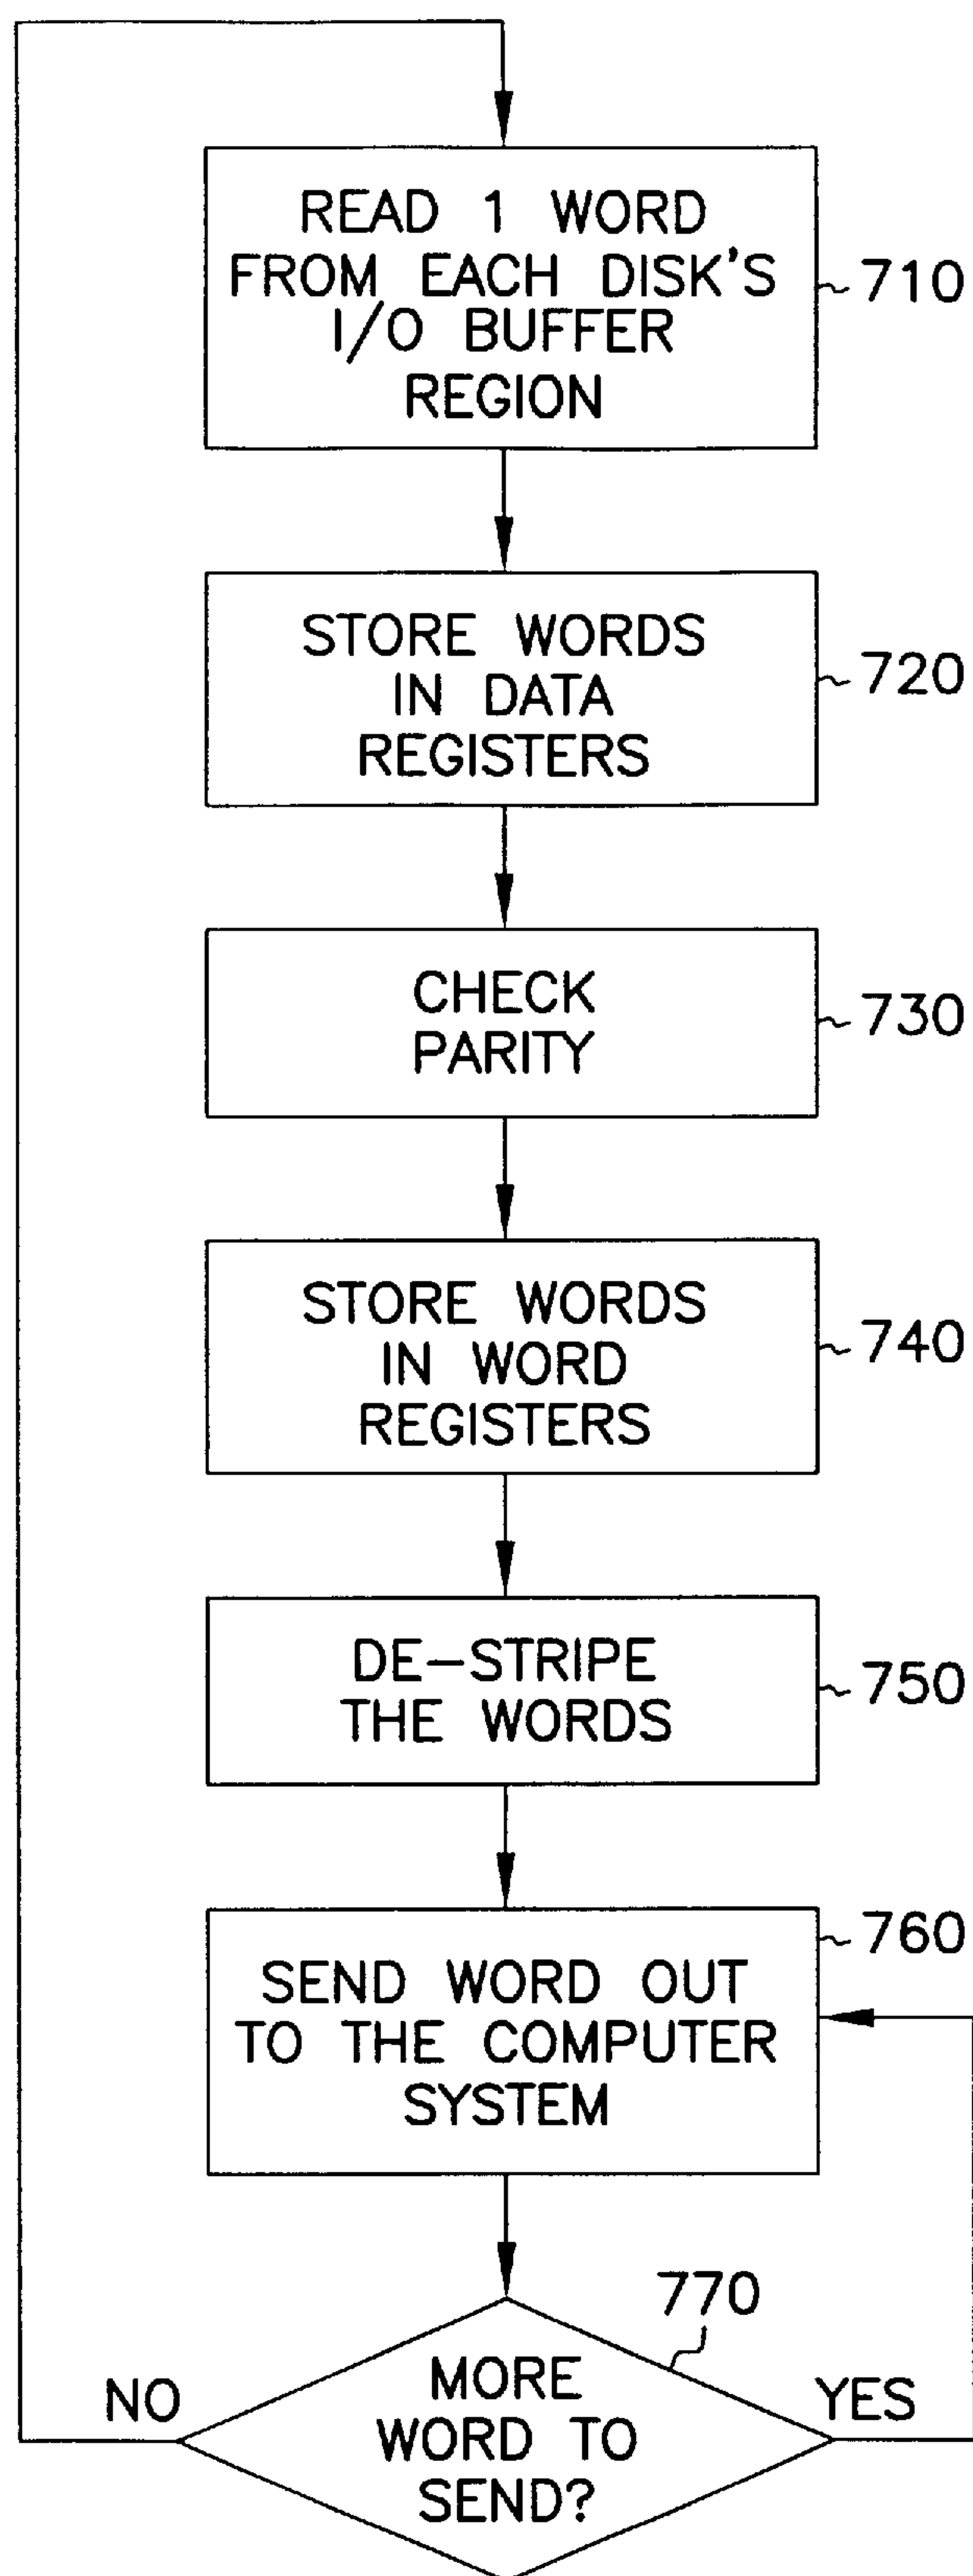 READ 1 WORD
FROM EACH DISK'S
I/O BUFFER
REGION
710
STORE WORDS
IN DATA
REGISTERS
720
CHECK
PARITY
730
STORE WORDS
IN WORD
REGISTERS
740
DE-STRIPE
THE WORDS
750
SEND WORD OUT
TO THE COMPUTER
SYSTEM
760
770
MORE
WORD TO
SEND?
NO
YES